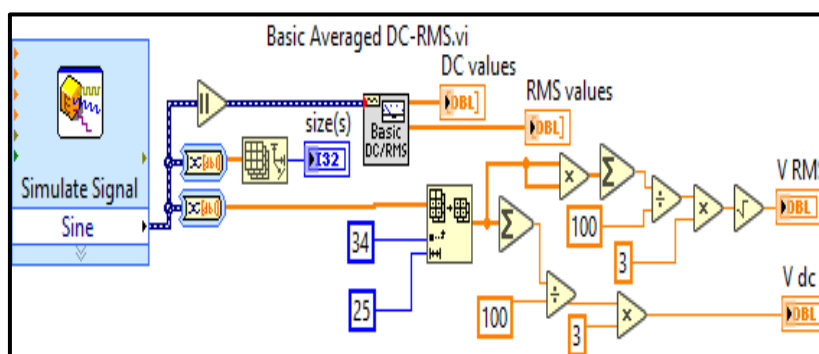 Basic Averaged DC-RMS.vi
DC values
DBL
RMS values
DBL
size(s)
I32
Basic
DC/RMS
Simulate Signal
Sine
34
25
100
3
V RMS
DBL
100
3
V dc
DBL